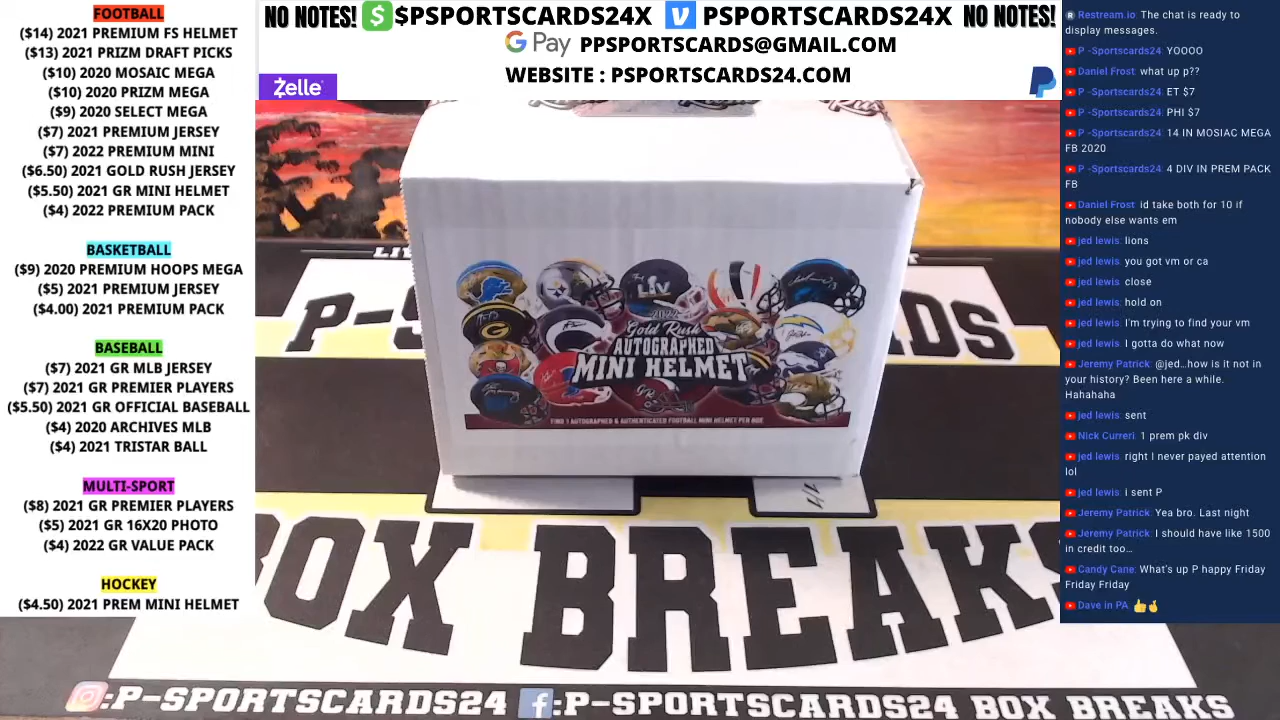 FOOTBALL
($14) 2021 PREMIUM FS HELMET
($13) 2021 PRIZM DRAFT PICKS
($10) 2020 MOSAIC MEGA
($10) 2020 PRIZM MEGA
($9) 2020 SELECT MEGA
($7) 2021 PREMIUM JERSEY
($7) 2022 PREMIUM MINI
($6.50) 2021 GOLD RUSH JERSEY
($5.50) 2021 GR MINI HELMET
($4) 2022 PREMIUM PACK
BASKETBALL
($9) 2020 PREMIUM HOOPS MEGA
($5) 2021 PREMIUM JERSEY
($4.00) 2021 PREMIUM PACK
BASEBALL
($7) 2021 GR MLB JERSEY
($7) 2021 GR PREMIER PLAYERS
($5.50) 2021 GR OFFICIAL BASEBALL
($4) 2020 ARCHIVES MLB
($4) 2021 TRISTAR BALL
MULTI-SPORT
($8) 2021 GR PREMIER PLAYERS
($5) 2021 GR 16X20 PHOTO
($4) 2022 GR VALUE PACK
HOCKEY
($4.50) 2021 PREM MINI HELMET
NO NOTES! $ $PSPORTSCARDS24X V PSPORTSCARDS24X NO NOTES!
G Pay PPSPORTSCARDS@GMAIL.COM
WEBSITE : PSPORTSCARDS24.COM
Zelle
LIV
2022
Gold Rush
AUTOGRAPHED
MINI HELMET
FIND 1 AUTOGRAPHED & AUTHENTICATED FOOTBALL MINI HELMET PER BOX
BOX BREAKS
:P-SPORTSCARDS24 f:P-SPORTSCARDS24 BOX BREAKS
Restream.io: The chat is ready to
display messages.
P -Sportscards24: YOOOO
Daniel Frost: what up p??
P -Sportscards24: ET $7
P -Sportscards24: PHI $7
P -Sportscards24: 14 IN MOSIAC MEGA
FB 2020
P -Sportscards24: 4 DIV IN PREM PACK
FB
Daniel Frost: id take both for 10 if
nobody else wants em
jed lewis: lions
jed lewis: you got vm or ca
jed lewis: close
jed lewis: hold on
jed lewis: I'm trying to find your vm
jed lewis: I gotta do what now
Jeremy Patrick: @jed...how is it not in
your history? Been here a while.
Hahahaha
jed lewis: sent
Nick Curreri: 1 prem pk div
jed lewis: right I never payed attention
lol
jed lewis: i sent P
Jeremy Patrick: Yea bro. Last night
Jeremy Patrick: I should have like 1500
in credit too...
Candy Cane: What's up P happy Friday
Friday Friday
Dave in PA: 👍🤞